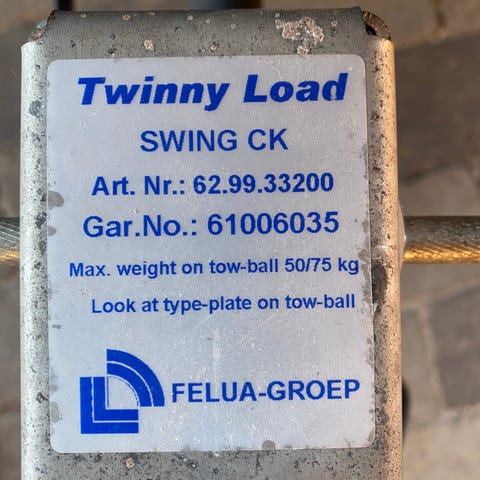 Twinny Load
SWING CK
Art. Nr.: 62.99.33200
Gar.No.: 61006035
Max. weight on tow-ball 50/75 kg
Look at type-plate on tow-ball
FELUA-GROEP